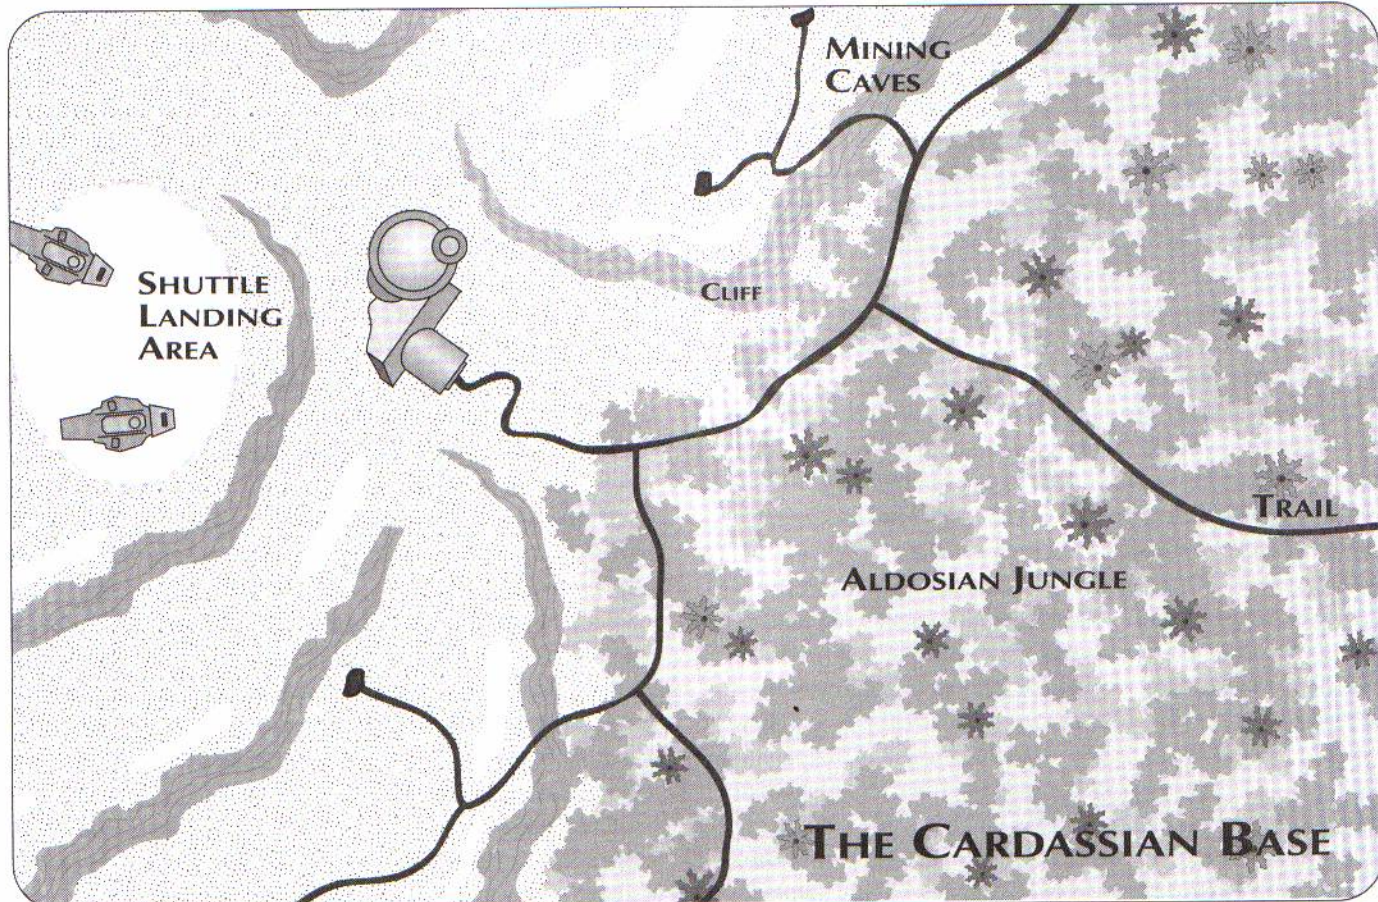 MINING
CAVES
SHUTTLE
LANDING
AREA
CLIFF
TRAIL
ALDOSIAN JUNGLE
THE CARDASSIAN BASE